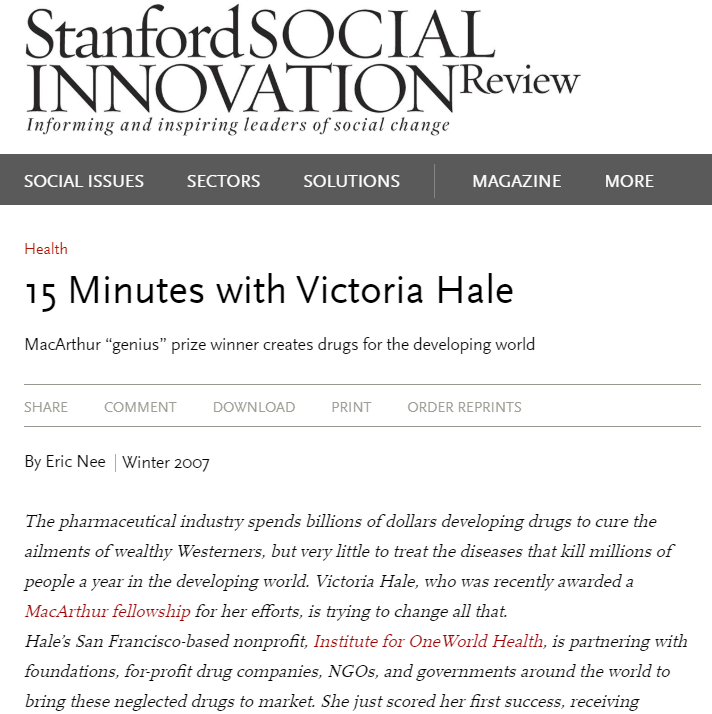 Stanford SOCIAL
INNOVATION Review
Informing and inspiring leaders of social change
SOCIAL ISSUES SECTORS SOLUTIONS MAGAZINE MORE
Health
15 Minutes with Victoria Hale
MacArthur “genius” prize winner creates drugs for the developing world
SHARE COMMENT DOWNLOAD PRINT ORDER REPRINTS
By Eric Nee | Winter 2007
The pharmaceutical industry spends billions of dollars developing drugs to cure the
ailments of wealthy Westerners, but very little to treat the diseases that kill millions of
people a year in the developing world. Victoria Hale, who was recently awarded a
MacArthur fellowship for her efforts, is trying to change all that.
Hale’s San Francisco-based nonprofit, Institute for OneWorld Health, is partnering with
foundations, for-profit drug companies, NGOs, and governments around the world to
bring these neglected drugs to market. She just scored her first success, receiving